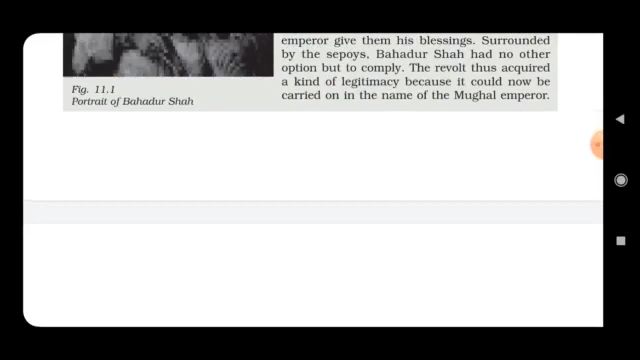 emperor give them his blessings. Surrounded
by the sepoys, Bahadur Shah had no other
option but to comply. The revolt thus acquired
a kind of legitimacy because it could now be
carried on in the name of the Mughal emperor.
Fig. 11.1
Portrait of Bahadur Shah